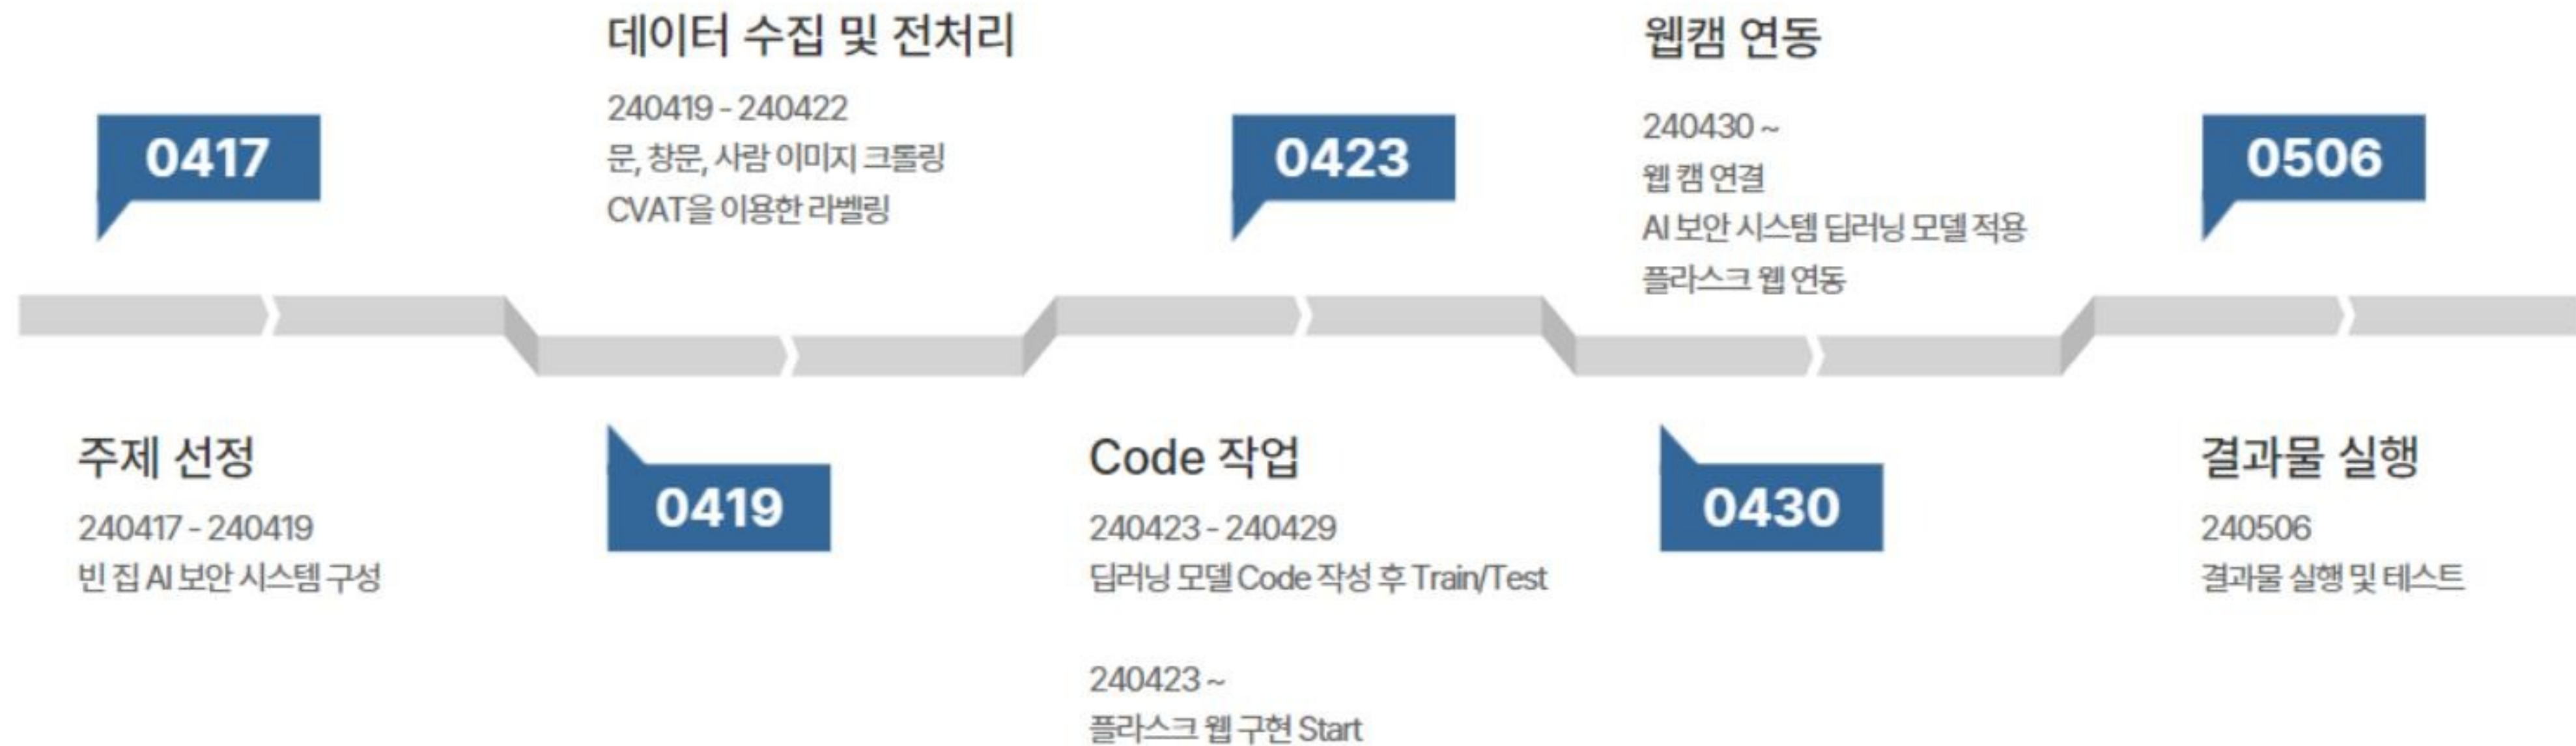 0417
주제 선정
240417 - 240419
빈 집 AI 보안 시스템 구성
데이터 수집 및 전처리
240419 - 240422
문, 창문, 사람 이미지 크롤링
CVAT을 이용한 라벨링
0419
0423
Code 작업
240423 - 240429
딥러닝 모델 Code 작성 후 Train/Test
240423 ~
플라스크 웹 구현 Start
웹캠 연동
240430 ~
웹 캠 연결
AI 보안 시스템 딥러닝 모델 적용
플라스크 웹 연동
0430
0506
결과물 실행
240506
결과물 실행 및 테스트